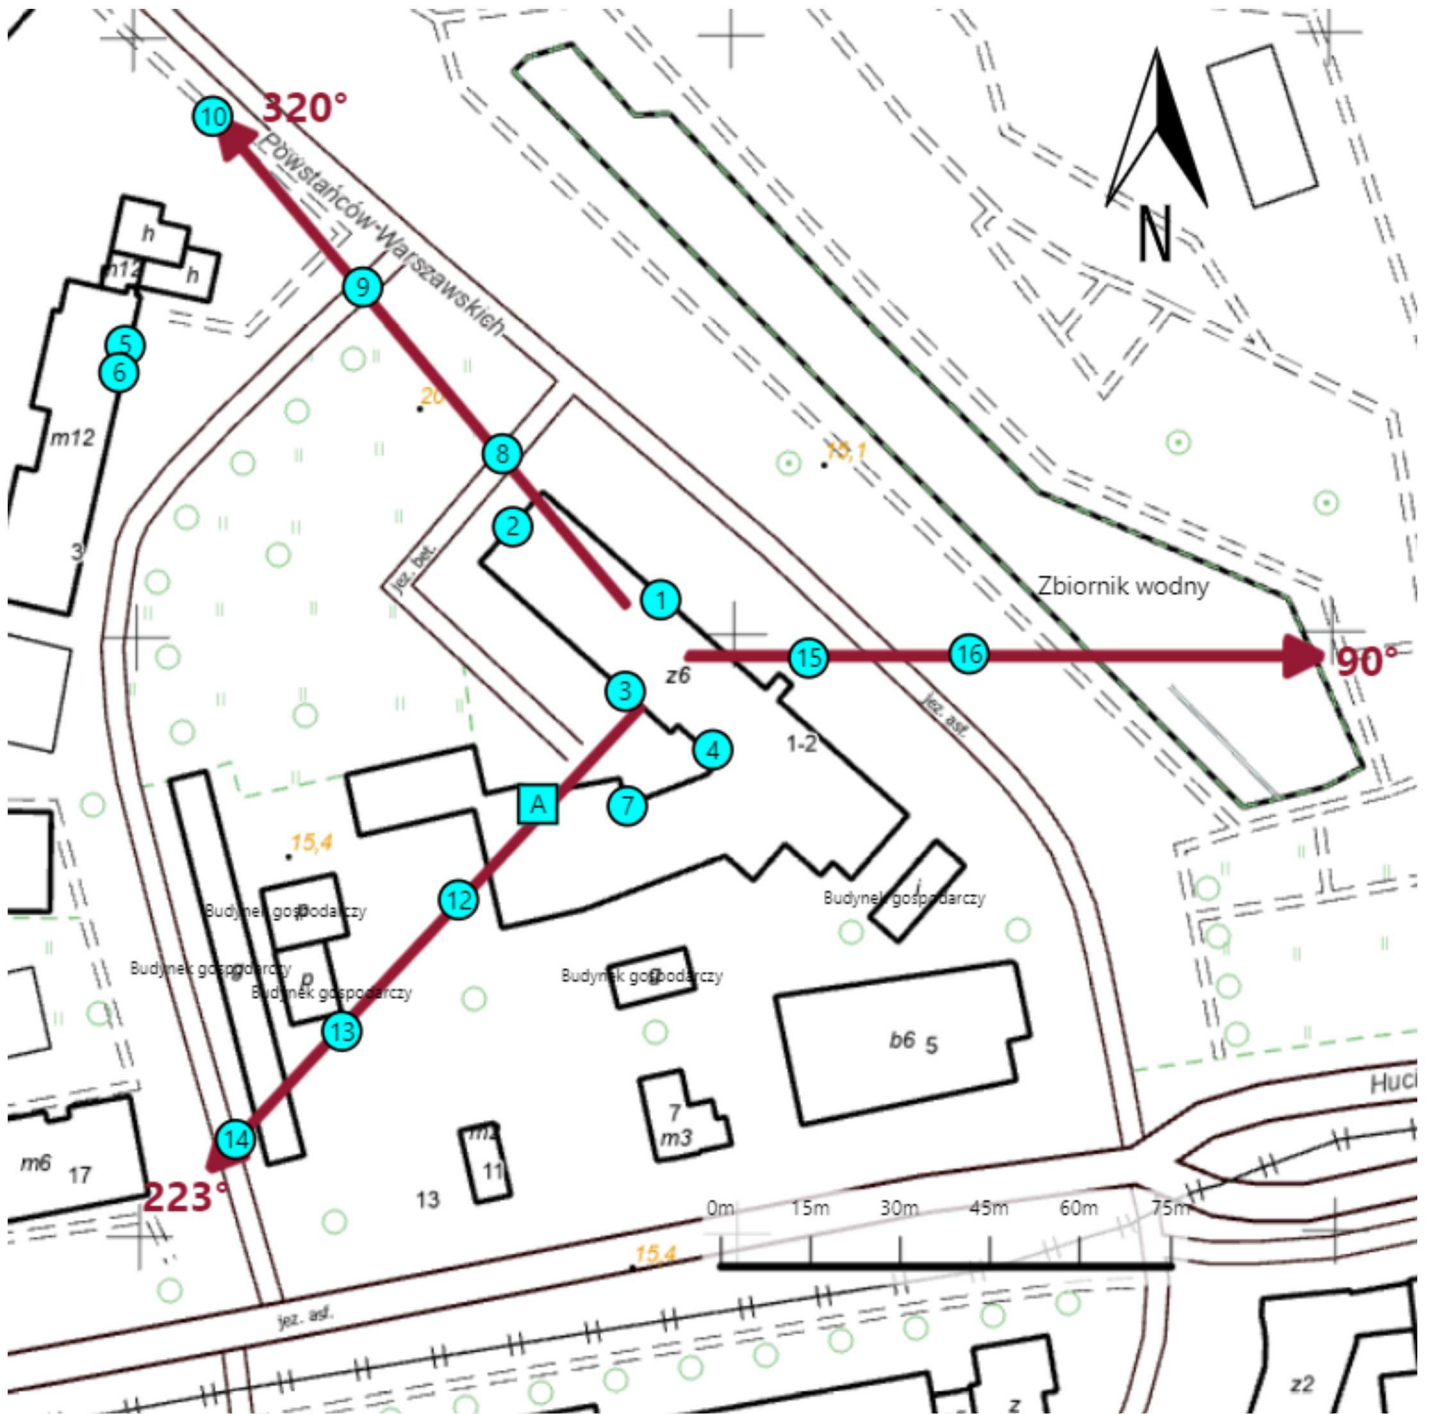 10
320°
Powstańców Warszawskich
N
h
m12
h
9
5
6
20
m12
8
15,1
2
3
jez. bet.
1
Zbiornik wodny
15
16
90°
z6
3
jez. asf.
4
1-2
A
7
15,4
12
i
Budynek gospodarczy
Budynek gospodarczy
p
Budynek gospodarczy
g
p
Budynek gospodarczy
Budynek gospodarczy
g
13
b6 5
Huci
7
m3
14
m2
11
m6 17
223°
13
0m 15m 30m 45m 60m 75m
15,4
jez. asf.
z2
z